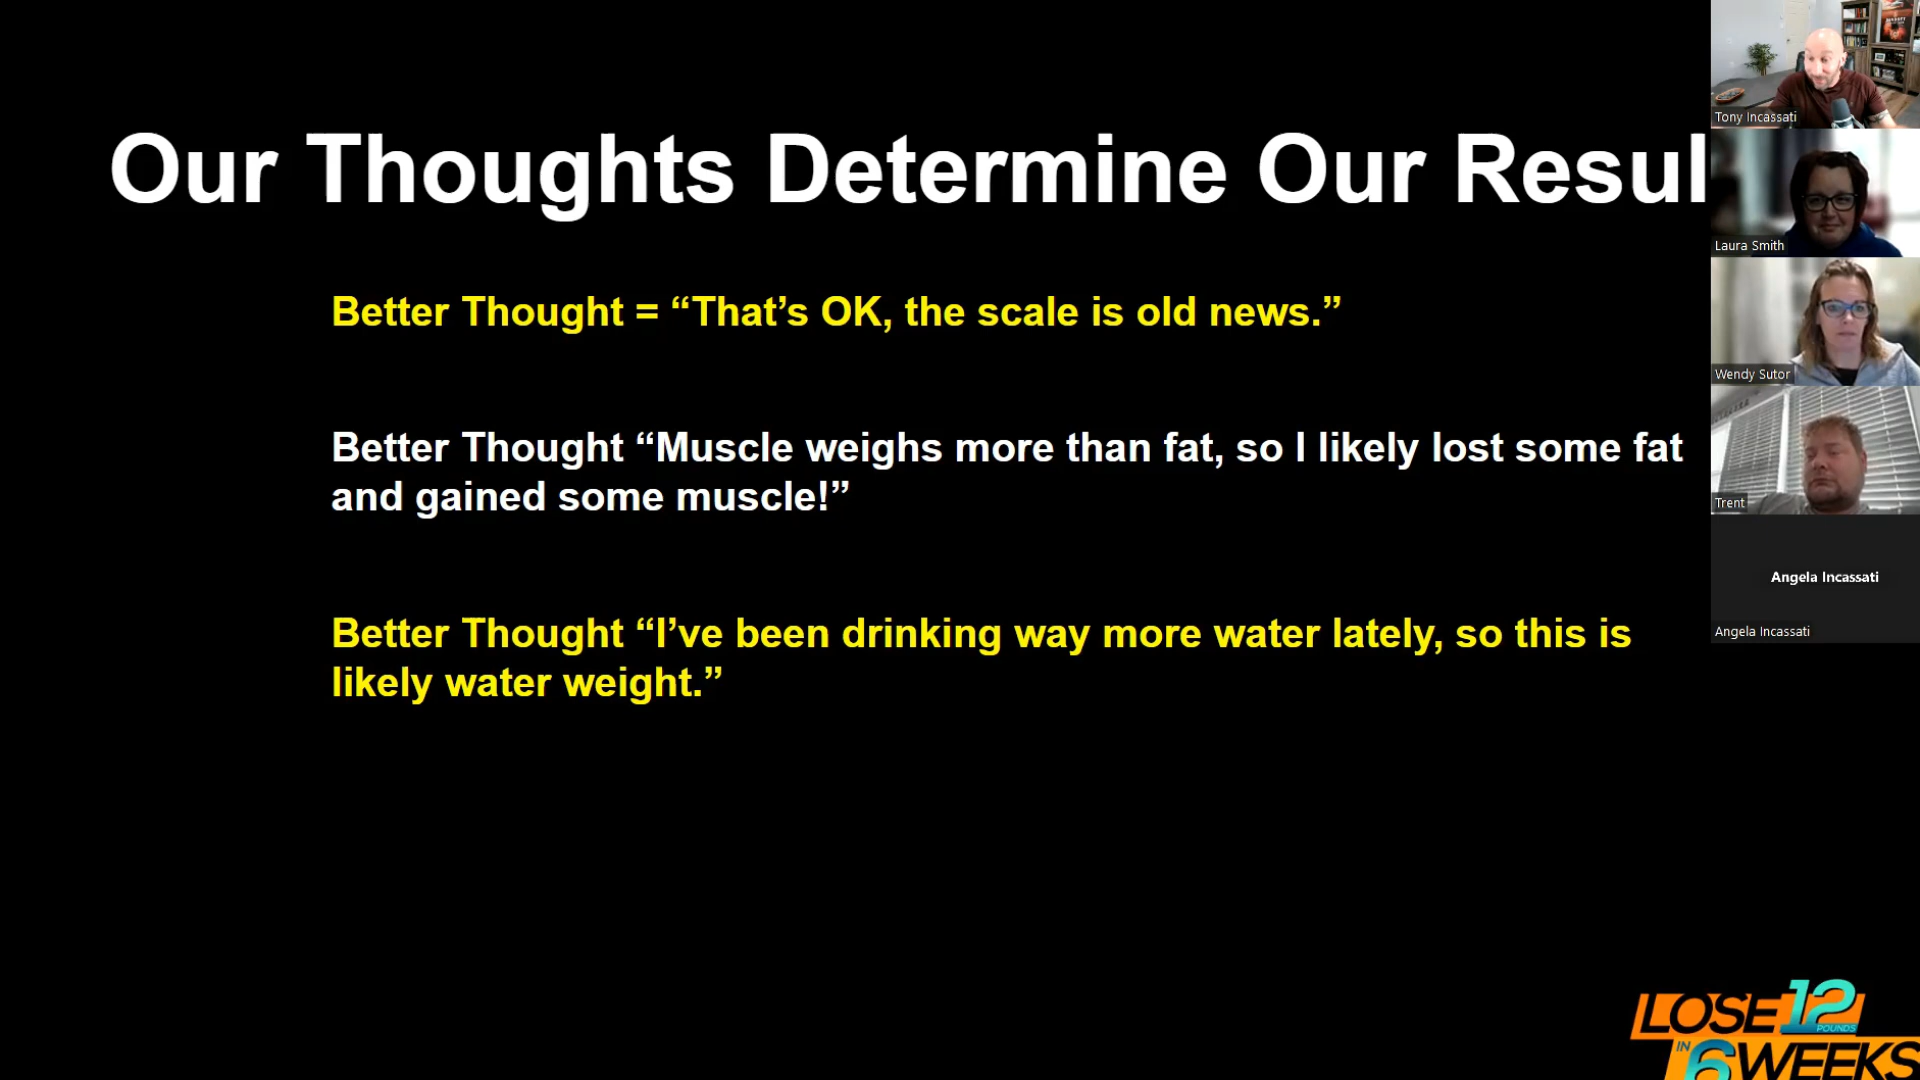 Our Thoughts Determine Our Resul
Better Thought = “That’s OK, the scale is old news.”
Better Thought “Muscle weighs more than fat, so I likely lost some fat
and gained some muscle!”
Better Thought “I’ve been drinking way more water lately, so this is
likely water weight.”
Tony Incassati
Laura Smith
Wendy Sutor
Trent
Angela Incassati
Angela Incassati
LOSE 12
POUNDS
IN 6 WEEKS